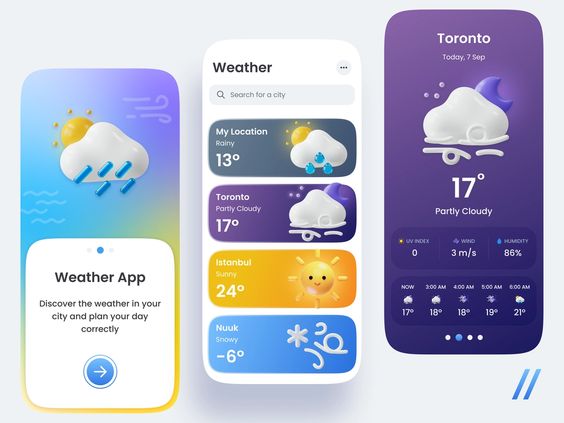 Weather App
Discover the weather in your
city and plan your day
correctly
Weather
Search for a city
My Location
Rainy
13°
Toronto
Partly Cloudy
17°
Istanbul
Sunny
24°
Nuuk
Snowy
-6°
Toronto
Today, 7 Sep
17°
Partly Cloudy
UV INDEX WIND HUMIDITY
0 3 m/s 86%
NOW 3:00 AM 4:00 AM 5:00 AM 6:00 AM
17° 18° 18° 19° 21°